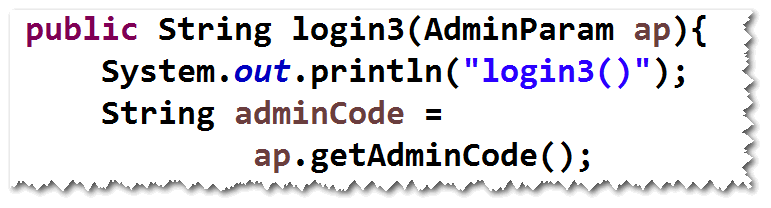 public String login3(AdminParam ap){
System.out.println("login3()");
String adminCode =
ap.getAdminCode();